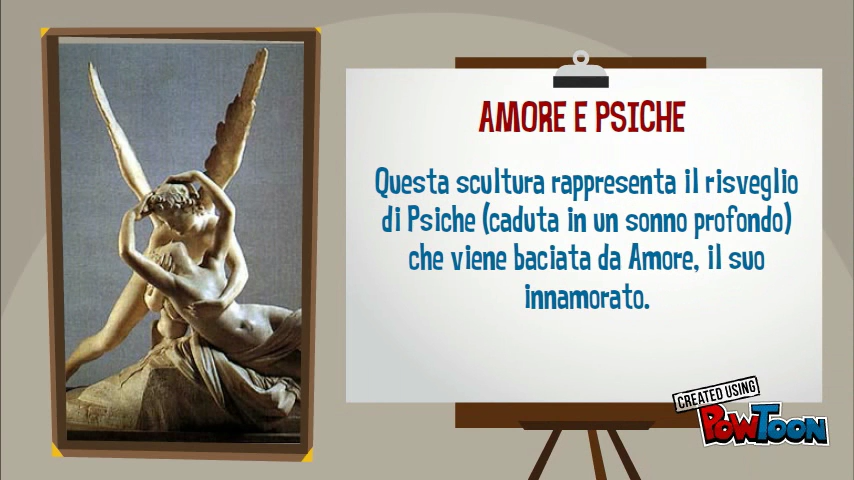 AMORE E PSICHE
Questa scultura rappresenta il risveglio
di Psiche (caduta in un sonno profondo)
che viene baciata da Amore, il suo
innamorato.
CREATED USING
POWTOON